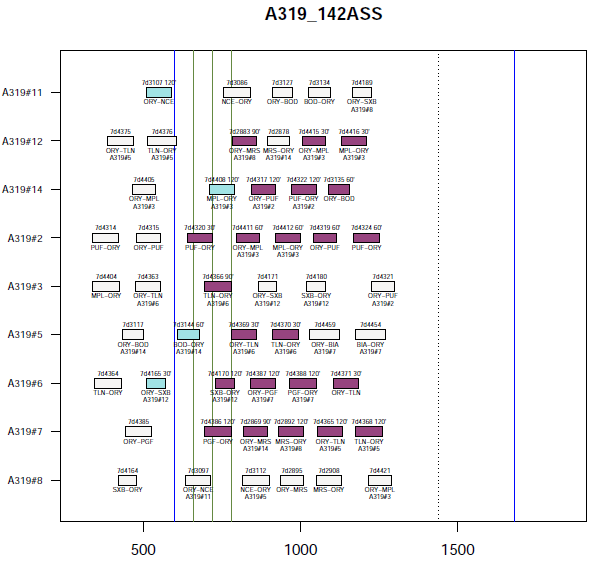 A319_142ASS
7d3107 120' 7d3086 7d3127 7d3134 7d4189
A319#11
ORY-NCE NCE-ORY ORY-BOD BOD-ORY ORY-SXB
A319#8
7d4375 7d4376 7d2883 90' 7d2878 7d4415 30' 7d4416 30'
A319#12
ORY-TLN TLN-ORY ORY-MRS MRS-ORY ORY-MPL MPL-ORY
A319#5 A319#5 A319#8 A319#14 A319#3 A319#3
7d4405 7d4408 120' 7d4317 120' 7d4322 120' 7d3135 60'
A319#14
ORY-MPL MPL-ORY ORY-PUF PUF-ORY ORY-BOD
A319#3 A319#3 A319#2 A319#2
7d4314 7d4315 7d4320 30' 7d4411 60' 7d4412 60' 7d4319 60' 7d4324 60'
A319#2
PUF-ORY ORY-PUF PUF-ORY ORY-MPL MPL-ORY ORY-PUF PUF-ORY
A319#3 A319#3
7d4404 7d4363 7d4366 90' 7d4171 7d4180 7d4321
A319#3
MPL-ORY ORY-TLN TLN-ORY ORY-SXB SXB-ORY ORY-PUF
A319#6 A319#6 A319#12 A319#12 A319#2
7d3117 7d3144 60' 7d4369 30' 7d4370 30' 7d4459 7d4454
A319#5
ORY-BOD BOD-ORY ORY-TLN TLN-ORY ORY-BIA BIA-ORY
A319#14 A319#14 A319#6 A319#6 A319#7 A319#7
7d4364 7d4165 30' 7d4170 120' 7d4387 120' 7d4388 120' 7d4371 30'
A319#6
TLN-ORY ORY-SXB SXB-ORY ORY-PGF PGF-ORY ORY-TLN
A319#12 A319#12 A319#7 A319#7
7d4385 7d4386 120' 7d2869 90' 7d2892 120' 7d4365 120' 7d4368 120'
A319#7
ORY-PGF PGF-ORY ORY-MRS MRS-ORY ORY-TLN TLN-ORY
A319#14 A319#8 A319#5 A319#5
7d4164 7d3097 7d3112 7d2895 7d2908 7d4421
A319#8
SXB-ORY ORY-NCE NCE-ORY ORY-MRS MRS-ORY ORY-MPL
A319#11 A319#5 A319#3
500 1000 1500